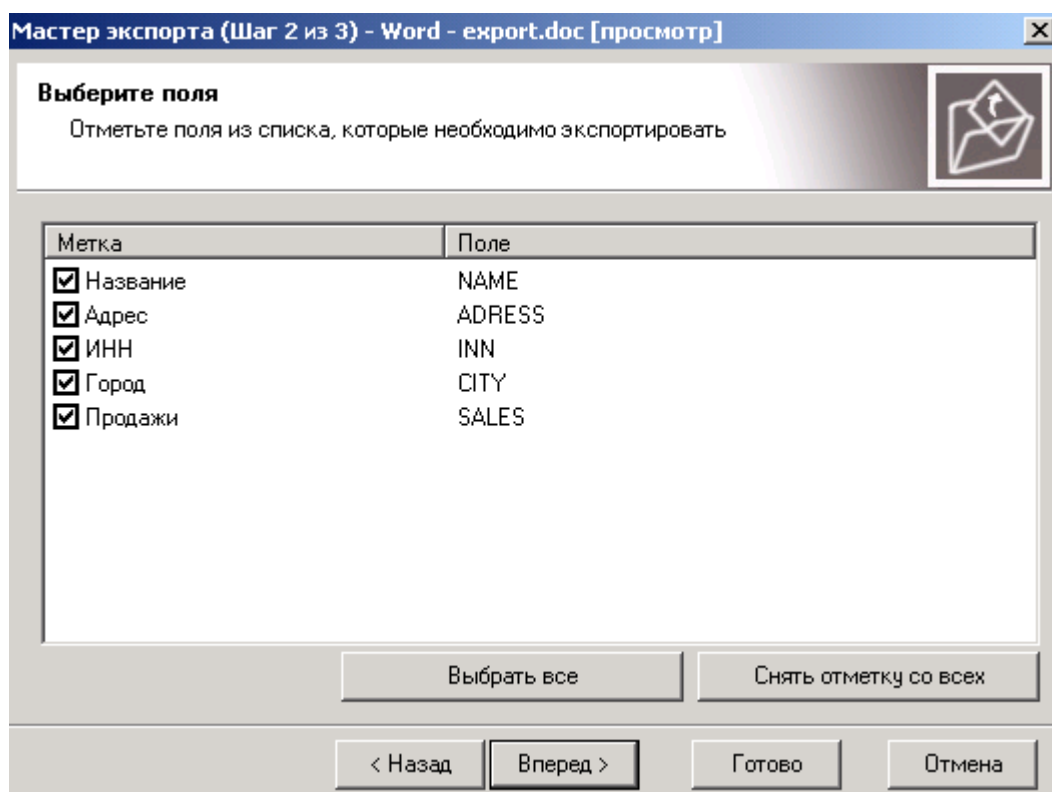 Мастер экспорта (Шаг 2 из 3) - Word - export.doc [просмотр]
Выберите поля
Отметьте поля из списка, которые необходимо экспортировать
Метка Поле
Название NAME
Адрес ADRESS
ИНН INN
Город CITY
Продажи SALES
Выбрать все Снять отметку со всех
< Назад Вперед > Готово Отмена